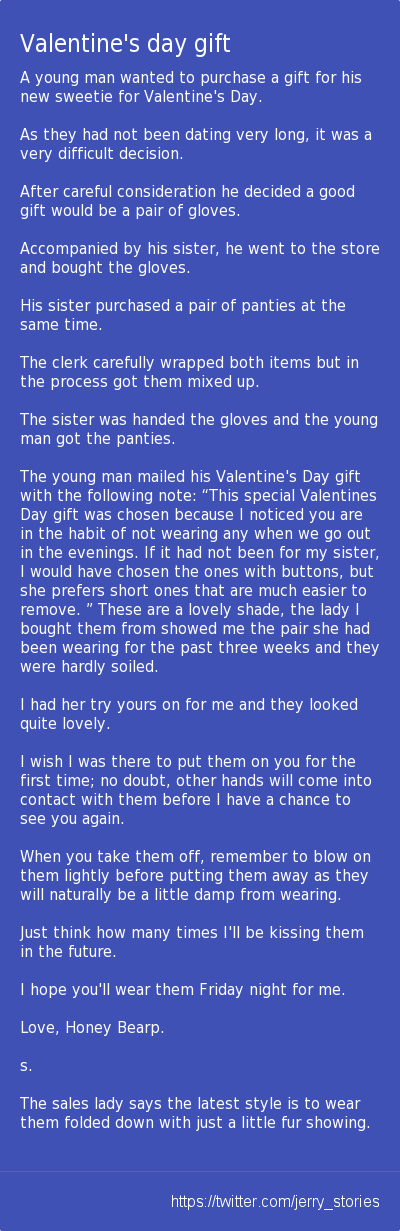 Valentine's day gift
A young man wanted to purchase a gift for his
new sweetie for Valentine's Day.
As they had not been dating very long, it was a
very difficult decision.
After careful consideration he decided a good
gift would be a pair of gloves.
Accompanied by his sister, he went to the store
and bought the gloves.
His sister purchased a pair of panties at the
same time.
The clerk carefully wrapped both items but in
the process got them mixed up.
The sister was handed the gloves and the young
man got the panties.
The young man mailed his Valentine's Day gift
with the following note: “This special Valentines
Day gift was chosen because I noticed you are
in the habit of not wearing any when we go out
in the evenings. If it had not been for my sister,
I would have chosen the ones with buttons, but
she prefers short ones that are much easier to
remove. ” These are a lovely shade, the lady I
bought them from showed me the pair she had
been wearing for the past three weeks and they
were hardly soiled.
I had her try yours on for me and they looked
quite lovely.
I wish I was there to put them on you for the
first time; no doubt, other hands will come into
contact with them before I have a chance to
see you again.
When you take them off, remember to blow on
them lightly before putting them away as they
will naturally be a little damp from wearing.
Just think how many times I'll be kissing them
in the future.
I hope you'll wear them Friday night for me.
Love, Honey Bearp.
s.
The sales lady says the latest style is to wear
them folded down with just a little fur showing.
https://twitter.com/jerry_stories